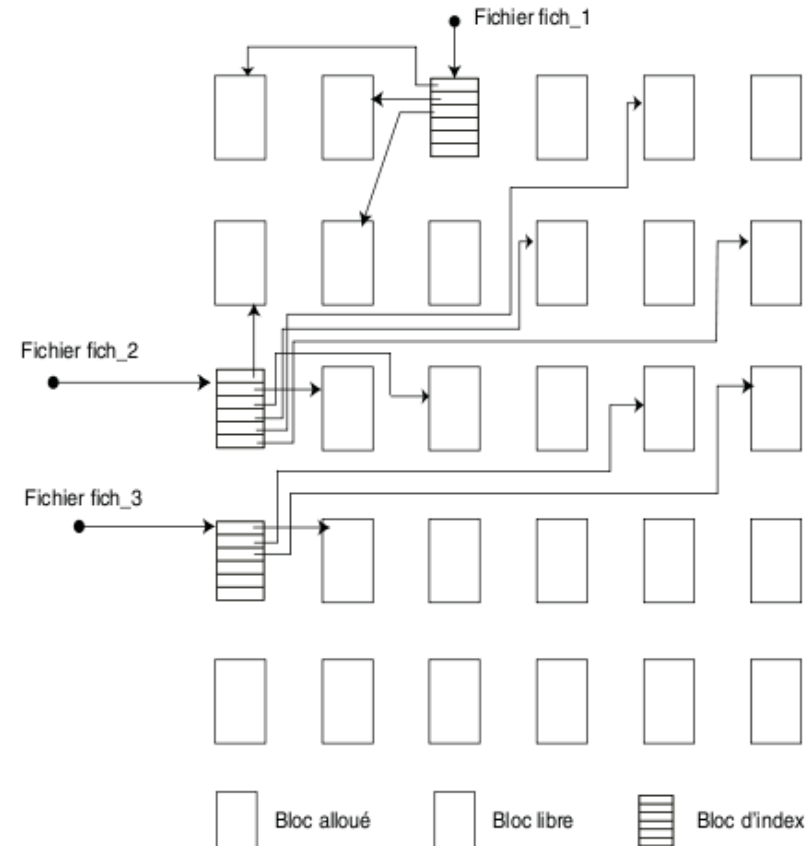 Fichier fich_1
Fichier fich_2
Fichier fich_3
Bloc alloué
Bloc libre
Bloc d'index